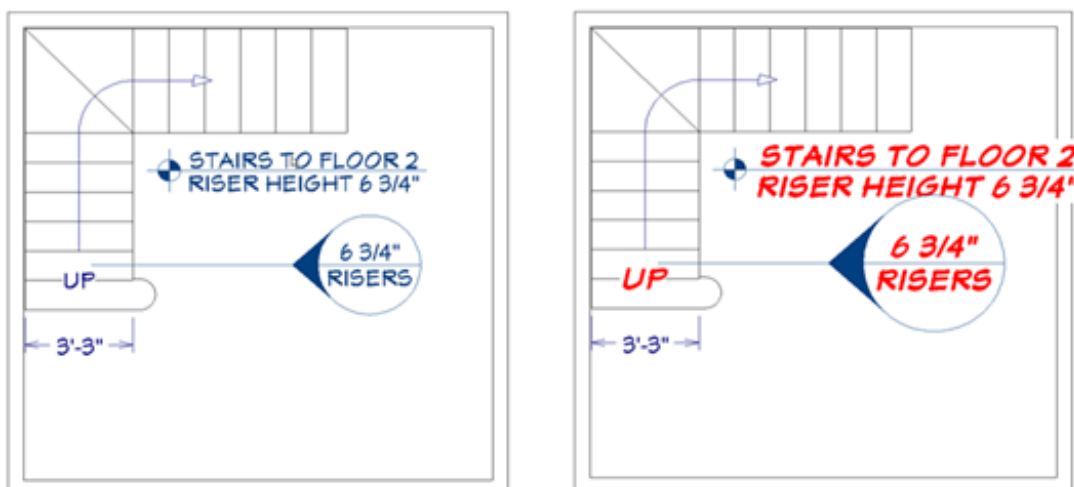 STAIRS TO FLOOR 2
RISER HEIGHT 6 3/4"
6 3/4"
RISERS
UP
3'-3"
STAIRS TO FLOOR 2
RISER HEIGHT 6 3/4"
6 3/4"
RISERS
UP
3'-3"